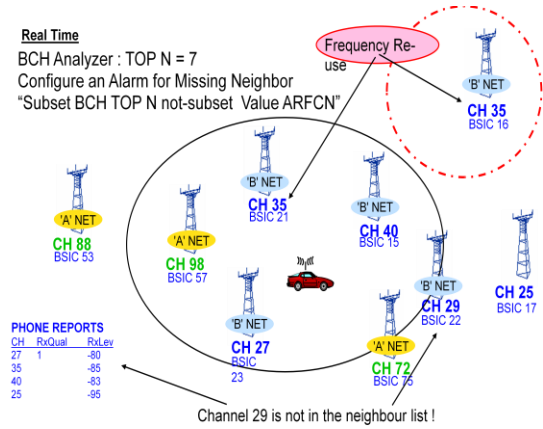 Real Time
BCH Analyzer : TOP N = 7
Configure an Alarm for Missing Neighbor
“Subset BCH TOP N not-subset Value ARFCN”
Frequency Re-
use
'B' NET
CH 35
BSIC 16
'B' NET
CH 35
BSIC 21
'B' NET
CH 40
BSIC 15
'A' NET
CH 88
BSIC 53
'A' NET
CH 98
BSIC 57
'B' NET
CH 29
BSIC 22
CH 25
BSIC 17
'B' NET
CH 27
BSIC
23
'A' NET
CH 72
BSIC 75
PHONE REPORTS
CH RxQual RxLev
27 1 -80
35 -85
40 -83
25 -95
Channel 29 is not in the neighbour list !